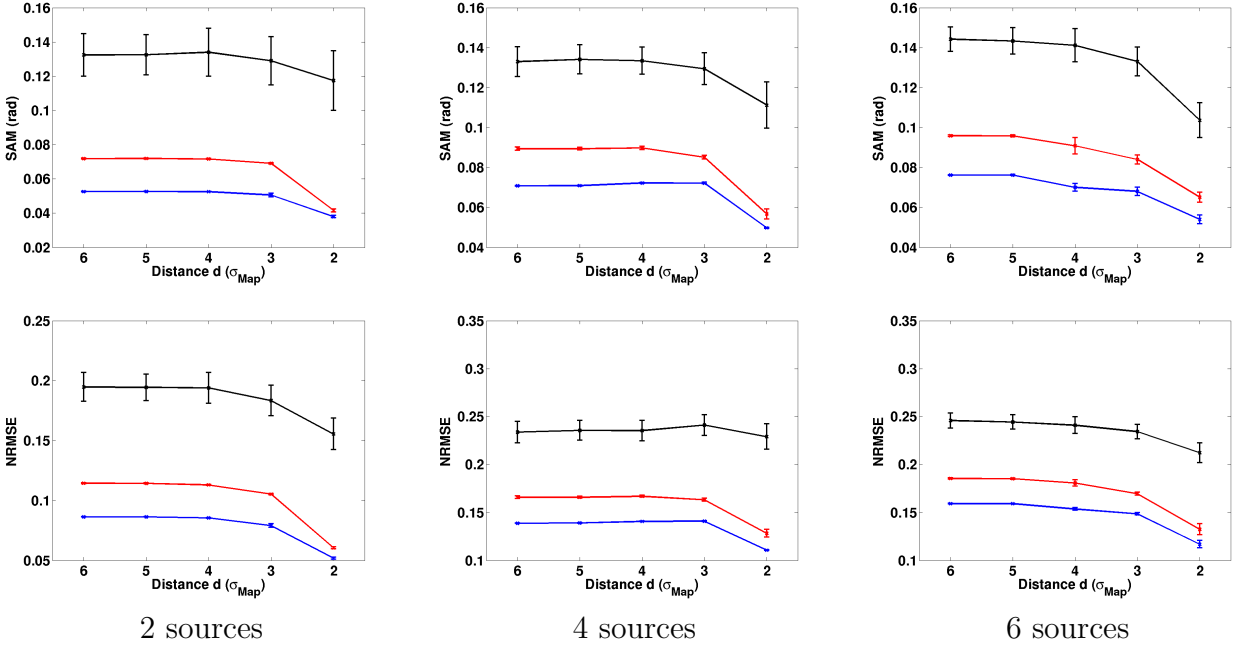 0.16
0.14
0.12
0.1
0.08
0.06
0.04
0.02
SAM (rad)
6 5 4 3 2
Distance d (σMap)
0.16
0.14
0.12
0.1
0.08
0.06
0.04
SAM (rad)
6 5 4 3 2
Distance d (σMap)
0.16
0.14
0.12
0.1
0.08
0.06
0.04
SAM (rad)
6 5 4 3 2
Distance d (σMap)
0.25
0.2
0.15
0.1
0.05
NRMSE
6 5 4 3 2
Distance d (σMap)
0.35
0.3
0.25
0.2
0.15
0.1
NRMSE
6 5 4 3 2
Distance d (σMap)
0.35
0.3
0.25
0.2
0.15
0.1
NRMSE
6 5 4 3 2
Distance d (σMap)
2 sources
4 sources
6 sources